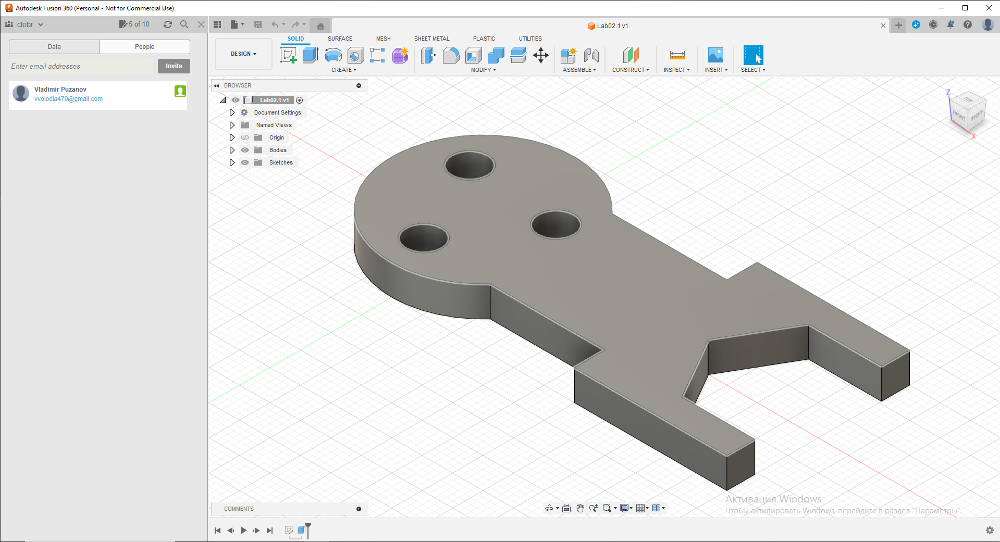 Autodesk Fusion 360 (Personal - Not for Commercial Use)
clobr
5 of 10
Lab02.1 v1
Data
People
Enter email addresses
Invite
Vladimir Puzanov
vvolodia479@gmail.com
DESIGN
SOLID
SURFACE
MESH
SHEET METAL
PLASTIC
UTILITIES
CREATE
MODIFY
ASSEMBLE
CONSTRUCT
INSPECT
INSERT
SELECT
BROWSER
Lab02.1 v1
Document Settings
Named Views
Origin
Bodies
Sketches
Z
TOP
FRONT
RIGHT
X
COMMENTS
Активация Windows
Чтобы активировать Windows, перейдите в раздел "Параметры".